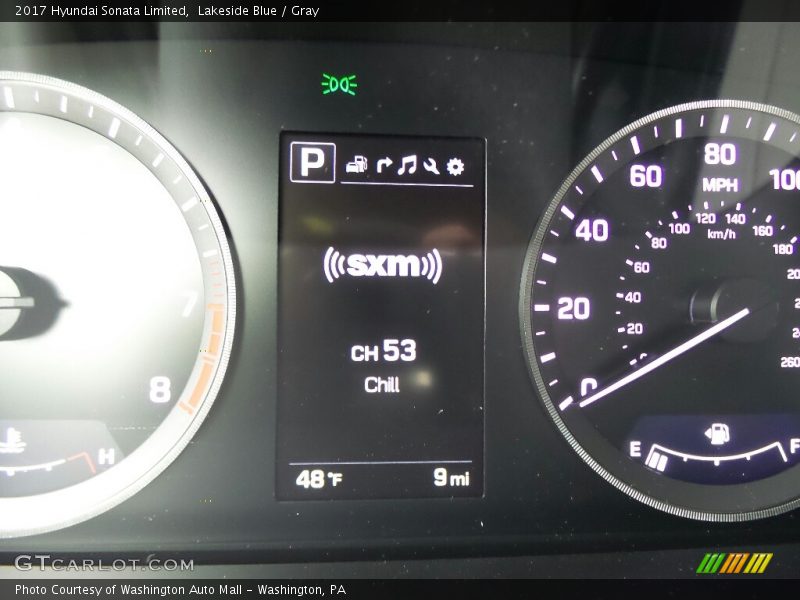 2017 Hyundai Sonata Limited, Lakeside Blue / Gray
P
sxm
CH 53
Chill
48°F 9 mi
7
8
H
0
20
40
60
80
100
MPH
20
40
60
80
100
120
140
160
180
260
km/h
E
F
GTCARLOT.COM
Photo Courtesy of Washington Auto Mall - Washington, PA